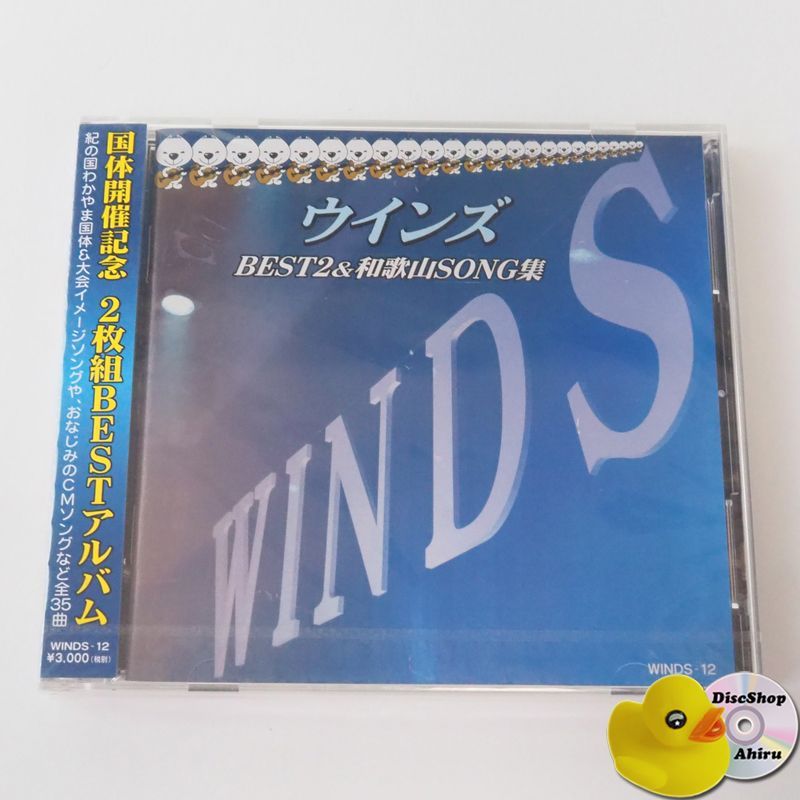 国体開催記念 2枚組BESTアルバム
紀の国わかやま国体&大会イメージソングや、おなじみのCMソングなど全35曲
WINDS-12
¥3,000(税別)
ウインズ
BEST2&和歌山SONG集
WINDS
WINDS-12
DiscShop
Ahiru